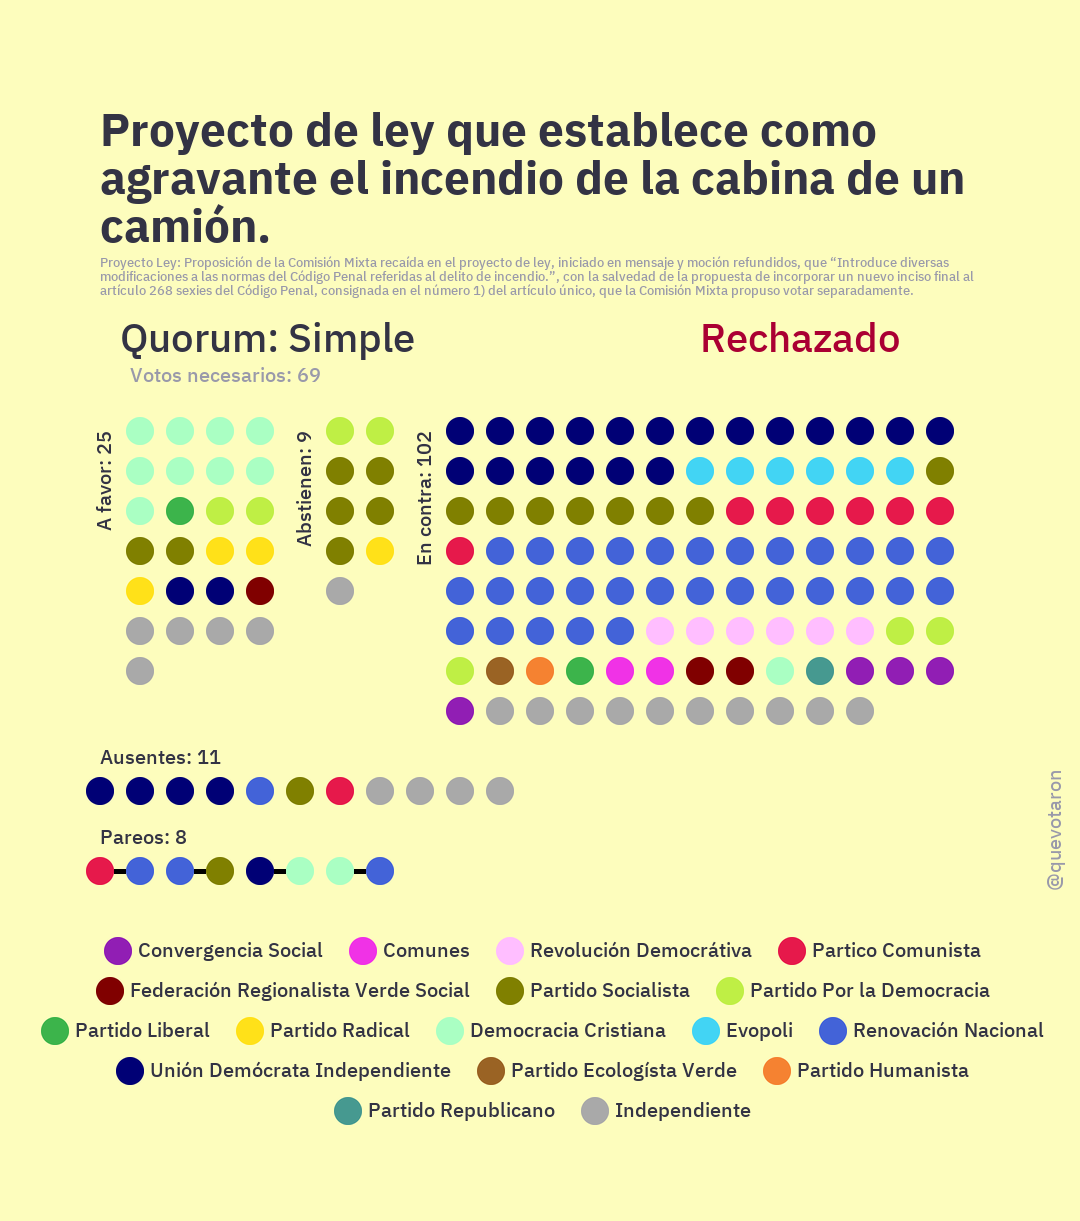 Proyecto de ley que establece como
agravante el incendio de la cabina de un
camión.
Proyecto Ley: Proposición de la Comisión Mixta recaída en el proyecto de ley, iniciado en mensaje y moción refundidos, que “Introduce diversas
modificaciones a las normas del Código Penal referidas al delito de incendio.”, con la salvedad de la propuesta de incorporar un nuevo inciso final al
artículo 268 sexies del Código Penal, consignada en el número 1) del artículo único, que la Comisión Mixta propuso votar separadamente.
Quorum: Simple
Rechazado
Votos necesarios: 69
A favor: 25
Abstienen: 9
En contra: 102
Ausentes: 11
Pareos: 8
@quevotaron
Convergencia Social
Comunes
Revolución Democrátiva
Partico Comunista
Federación Regionalista Verde Social
Partido Socialista
Partido Por la Democracia
Partido Liberal
Partido Radical
Democracia Cristiana
Evopoli
Renovación Nacional
Unión Demócrata Independiente
Partido Ecologísta Verde
Partido Humanista
Partido Republicano
Independiente